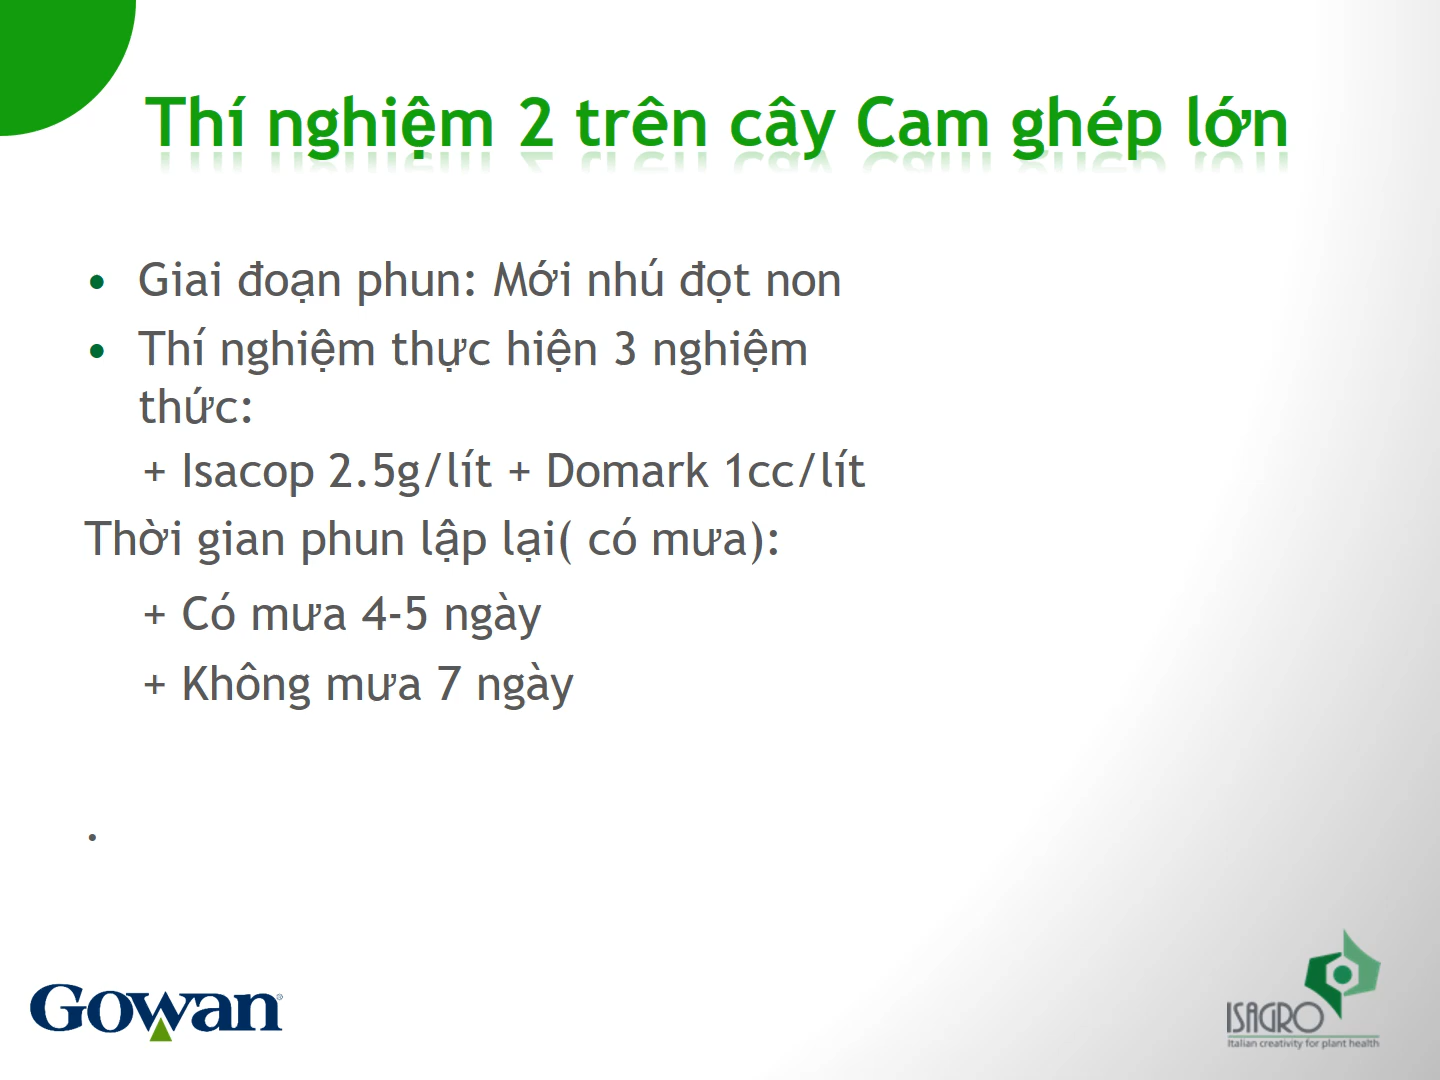 Thí nghiệm 2 trên cây Cam ghép lớn
• Giai đoạn phun: Mới nhú đọt non
• Thí nghiệm thực hiện 3 nghiệm
thức:
+ Isacop 2.5g/lít + Domark 1cc/lít
Thời gian phun lập lại( có mưa):
+ Có mưa 4-5 ngày
+ Không mưa 7 ngày
.
Gowan®
ISAGRO
Italian creativity for plant health